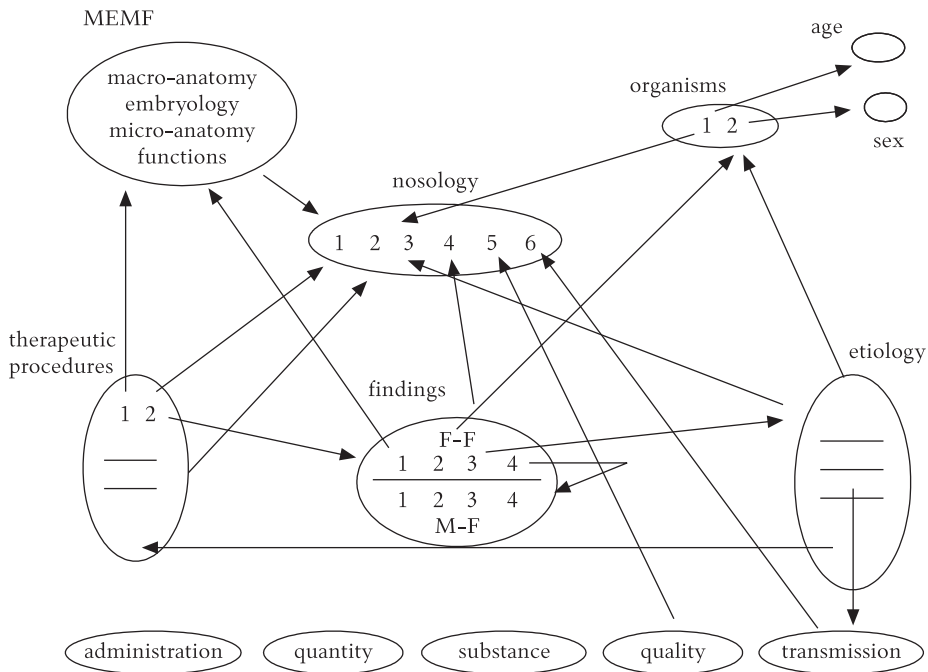 MEMF
age
macro-anatomy
embryology
micro-anatomy
functions
organisms
1 2
sex
nosology
1 2 3 4 5 6
therapeutic
procedures
etiology
findings
1 2
F-F
1 2 3 4
1 2 3 4
M-F
administration
quantity
substance
quality
transmission